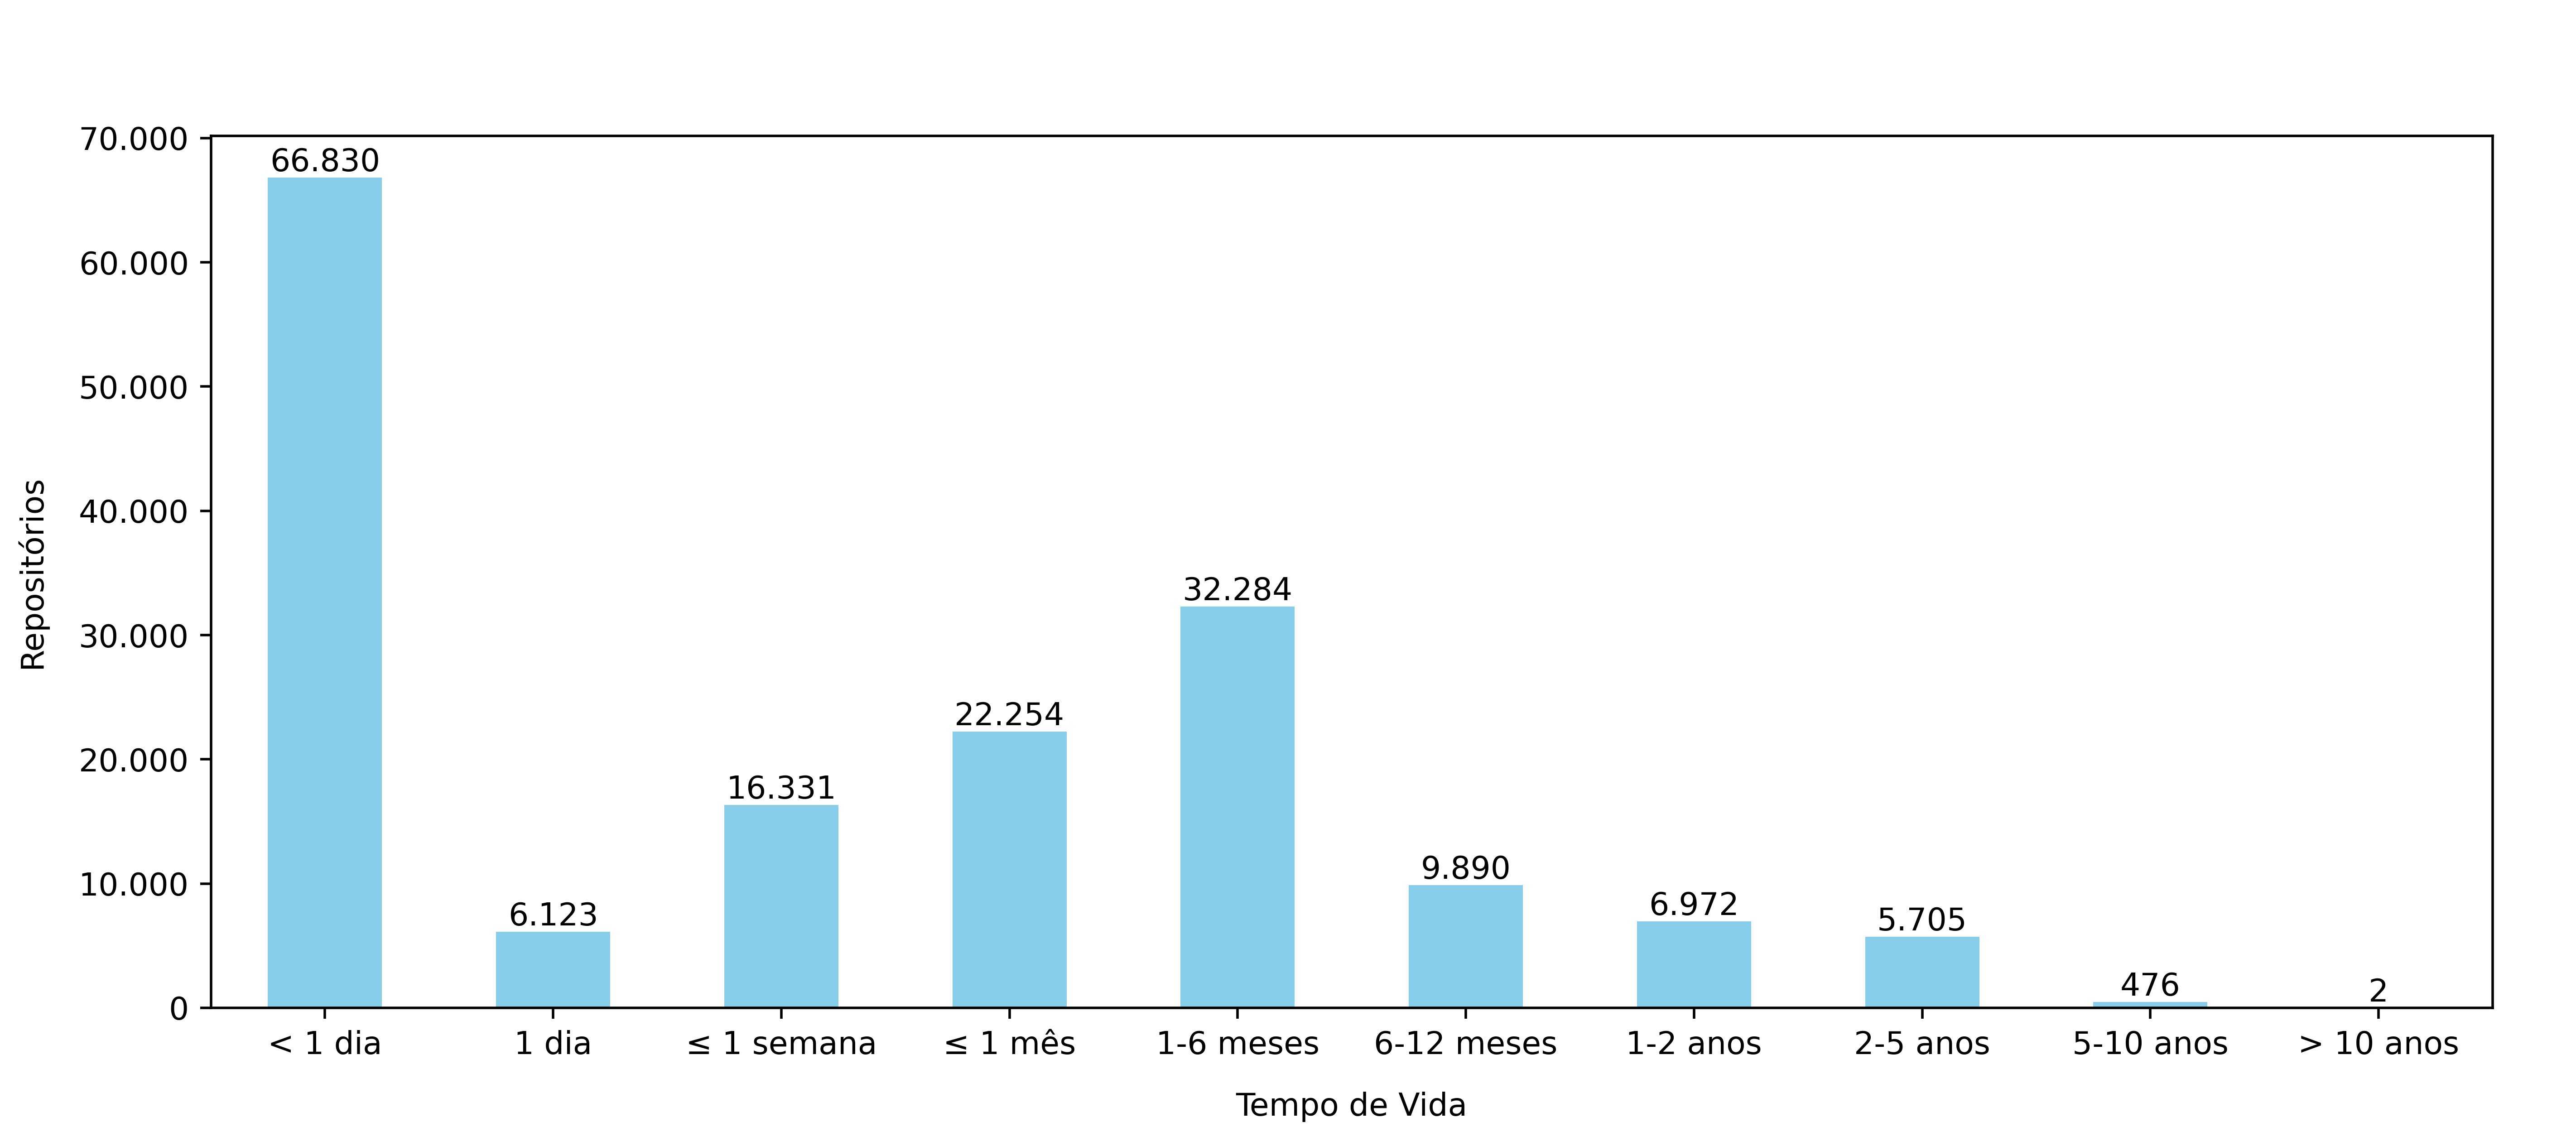 70.000
60.000
50.000
40.000
30.000
20.000
10.000
0
Repositórios
66.830
6.123
16.331
22.254
32.284
9.890
6.972
5.705
476
2
< 1 dia
1 dia
≤ 1 semana
≤ 1 mês
1-6 meses
6-12 meses
1-2 anos
2-5 anos
5-10 anos
> 10 anos
Tempo de Vida